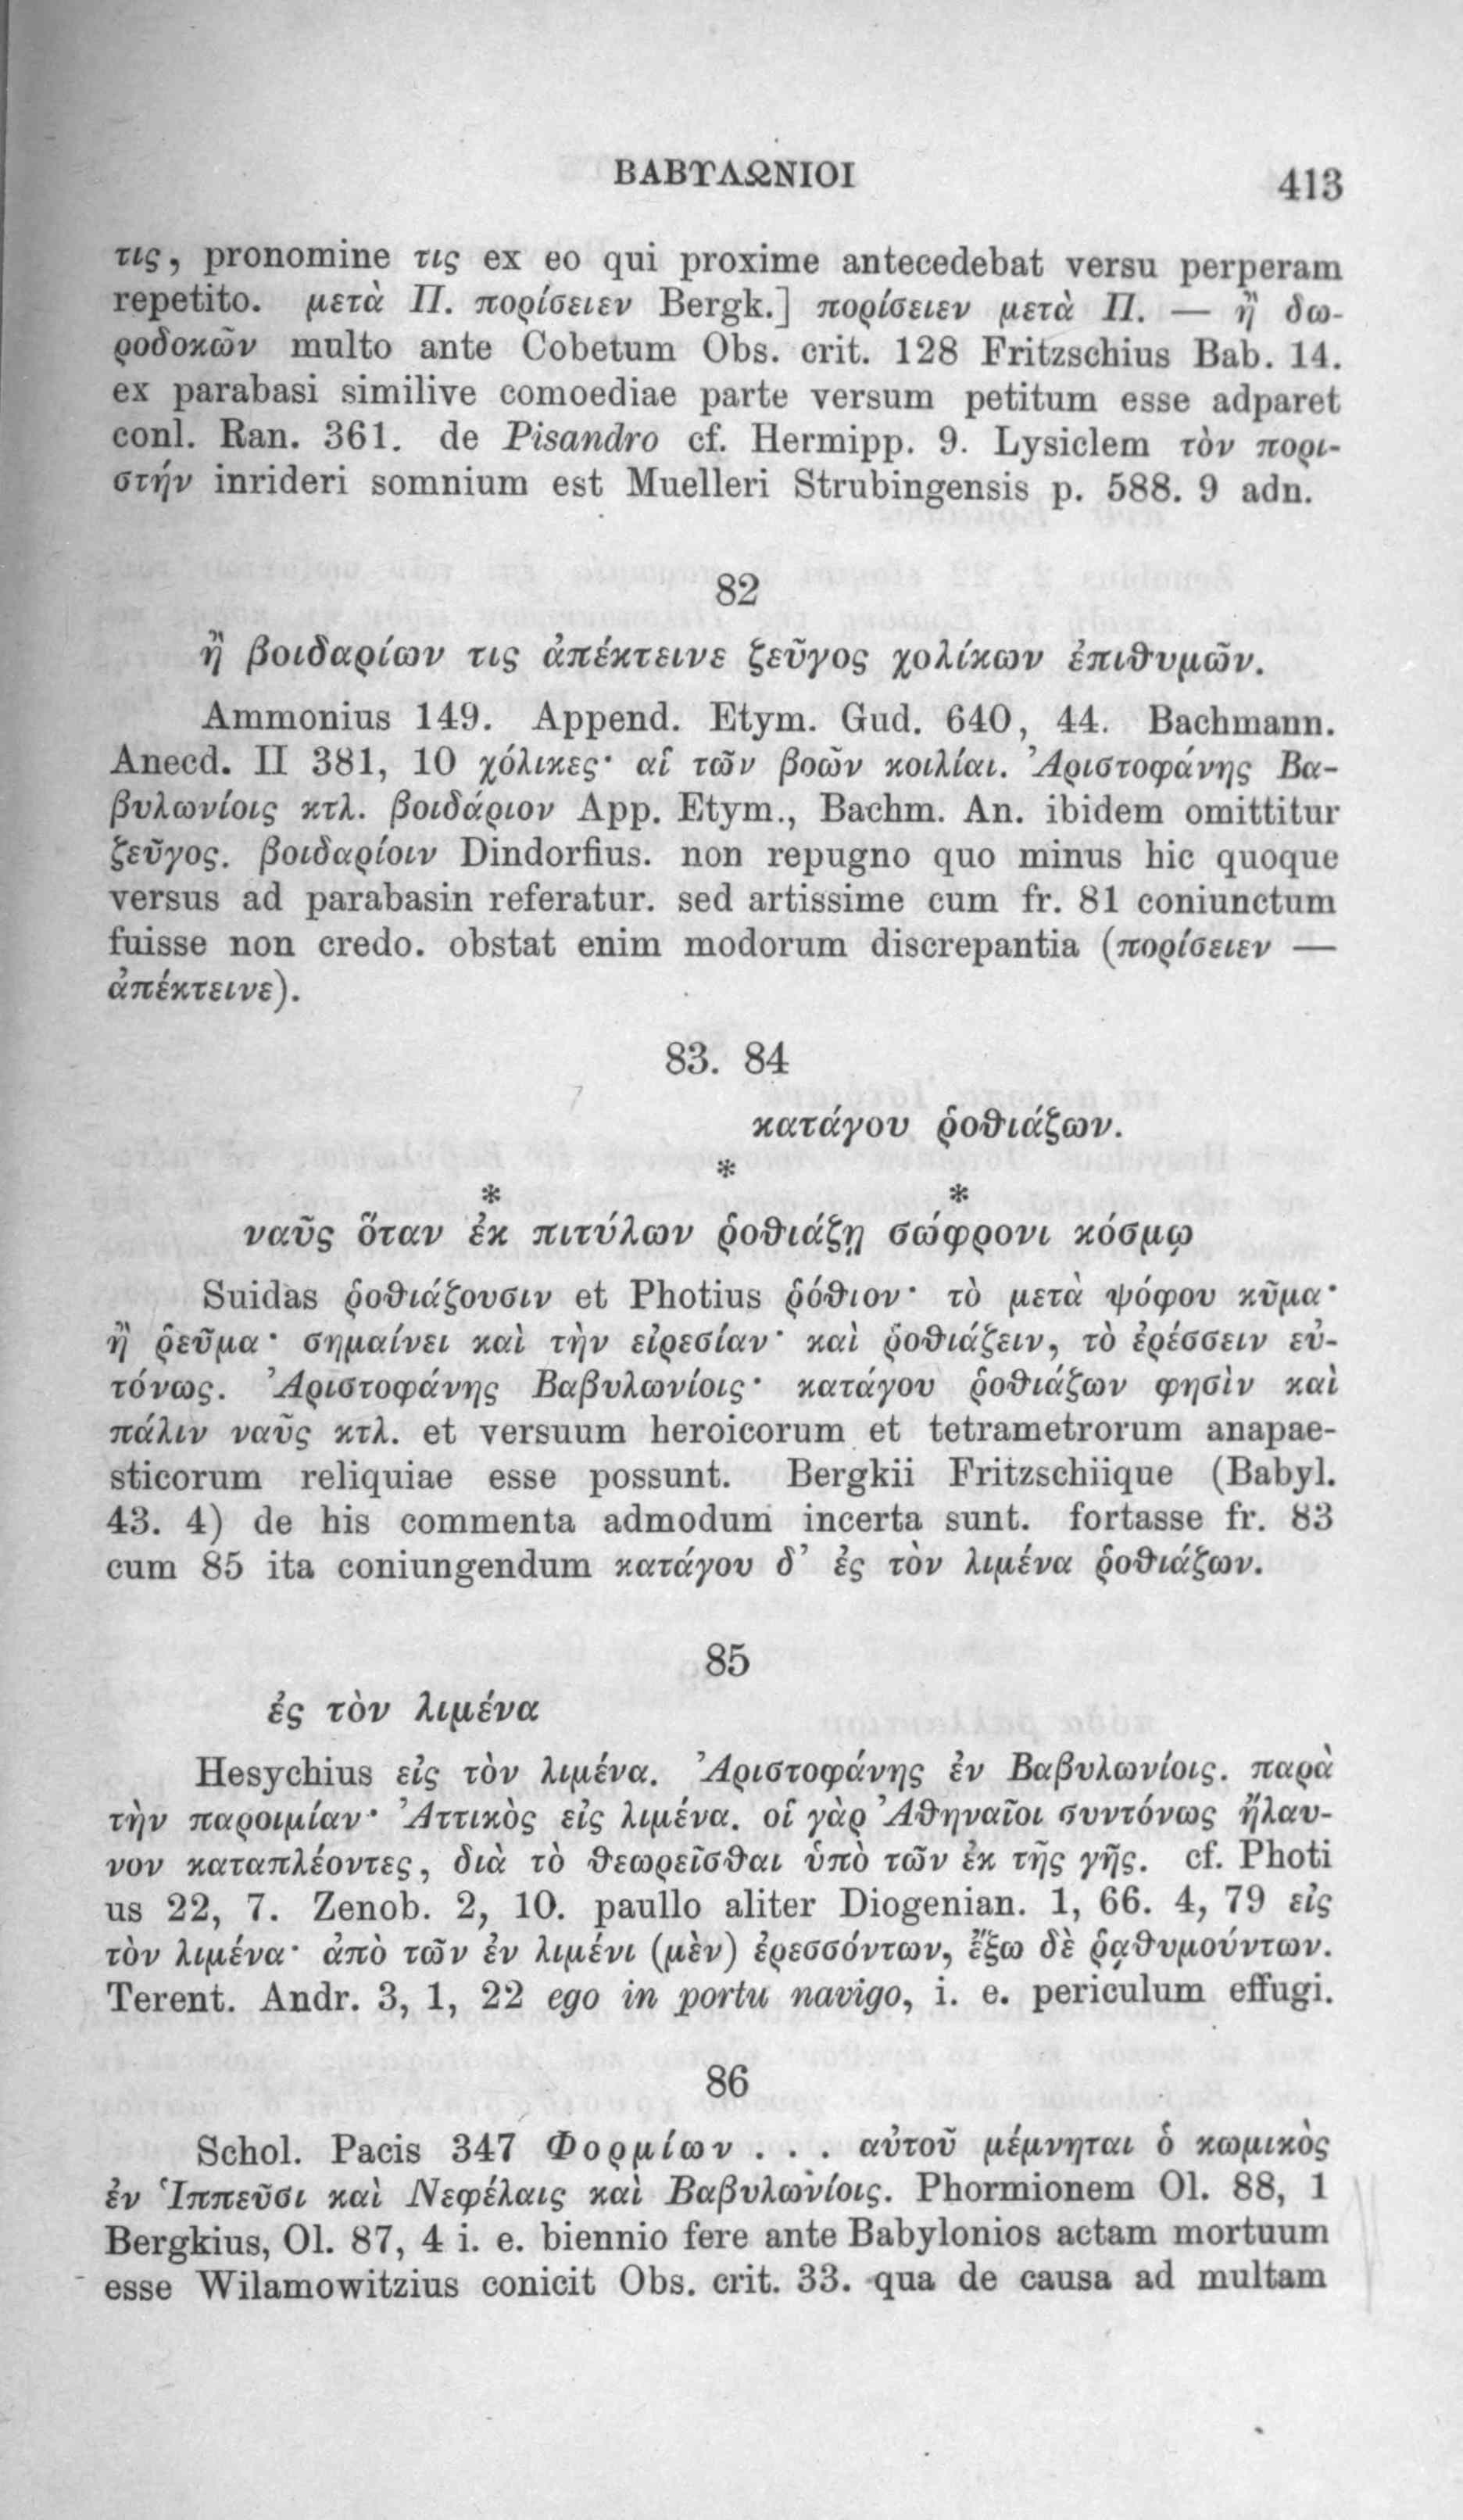 ΒΑΒΥΛΩΝΙΟΙ 413
τις, pronomine τις ex eo qui proxime antecedebat versu perperam
repetito. μετὰ Π. πορίσειεν Bergk.] πορίσειεν μετὰ Π. — ἢ δω-
ροδοκῶν multo ante Cobetum Obs. crit. 128 Fritzschius Bab. 14.
ex parabasi similive comoediae parte versum petitum esse adparet
conl. Ran. 361. de Pisandro cf. Hermipp. 9. Lysiclem τὸν πορι-
στήν inrideri somnium est Muelleri Strubingensis p. 588. 9 adn.
82
ἢ βοιδαρίων τις ἀπέκτεινε ζεῦγος χολίκων ἐπιθυμῶν.
Ammonius 149. Append. Etym. Gud. 640, 44. Bachmann.
Anecd. II 381, 10 χόλικες· αἱ τῶν βοῶν κοιλίαι. Ἀριστοφάνης Βα-
βυλωνίοις κτλ. βοιδάριον App. Etym., Bachm. An. ibidem omittitur
ζεῦγος. βοιδαρίοιν Dindorfius. non repugno quo minus hic quoque
versus ad parabasin referatur. sed artissime cum fr. 81 coniunctum
fuisse non credo. obstat enim modorum discrepantia (πορίσειεν —
ἀπέκτεινε).
83. 84
κατάγου ῥοθιάζων.
*
* *
ναῦς ὅταν ἐκ πιτύλων ῥοθιάζῃ σώφρονι κόσμῳ
Suidas ῥοθιάζουσιν et Photius ῥόθιον· τὸ μετὰ ψόφου κῦμα·
ἢ ῥεῦμα· σημαίνει καὶ τὴν εἰρεσίαν· καὶ ῥοθιάζειν, τὸ ἐρέσσειν εὐ-
τόνως. Ἀριστοφάνης Βαβυλωνίοις· κατάγου ῥοθιάζων φησὶν καὶ
πάλιν ναῦς κτλ. et versuum heroicorum et tetrametrorum anapae-
sticorum reliquiae esse possunt. Bergkii Fritzschiique (Babyl.
43. 4) de his commenta admodum incerta sunt. fortasse fr. 83
cum 85 ita coniungendum κατάγου δ' ἐς τὸν λιμένα ῥοθιάζων.
85
ἐς τὸν λιμένα
Hesychius εἰς τὸν λιμένα. Ἀριστοφάνης ἐν Βαβυλωνίοις. παρὰ
τὴν παροιμίαν· Ἀττικὸς εἰς λιμένα. οἱ γὰρ Ἀθηναῖοι συντόνως ἤλαυ-
νον καταπλέοντες, διὰ τὸ θεωρεῖσθαι ὑπὸ τῶν ἐκ τῆς γῆς. cf. Photi
us 22, 7. Zenob. 2, 10. paullo aliter Diogenian. 1, 66. 4, 79 εἰς
τὸν λιμένα· ἀπὸ τῶν ἐν λιμένι (μὲν) ἐρεσσόντων, ἔξω δὲ ῥᾳθυμούντων.
Terent. Andr. 3, 1, 22 ego in portu navigo, i. e. periculum effugi.
86
Schol. Pacis 347 Φορμίων . . . αὐτοῦ μέμνηται ὁ κωμικὸς
ἐν Ἱππεῦσι καὶ Νεφέλαις καὶ Βαβυλωνίοις. Phormionem Ol. 88, 1
Bergkius, Ol. 87, 4 i. e. biennio fere ante Babylonios actam mortuum
esse Wilamowitzius conicit Obs. crit. 33. qua de causa ad multam